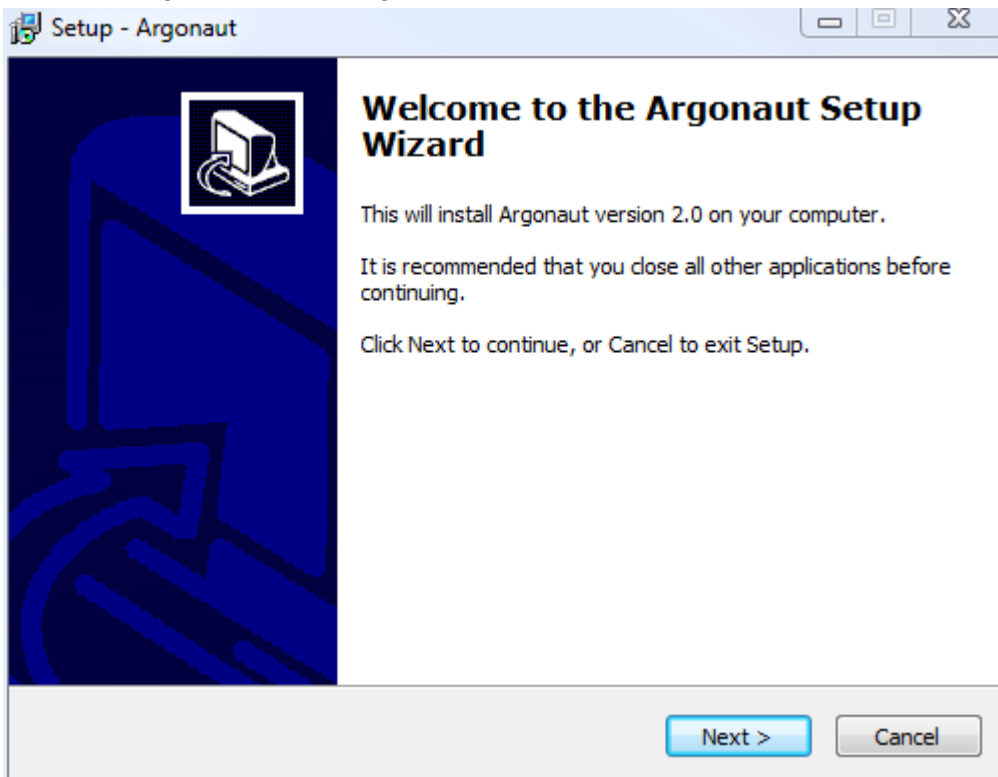 Setup - Argonaut
Welcome to the Argonaut Setup
Wizard
This will install Argonaut version 2.0 on your computer.
It is recommended that you close all other applications before
continuing.
Click Next to continue, or Cancel to exit Setup.
Next >
Cancel